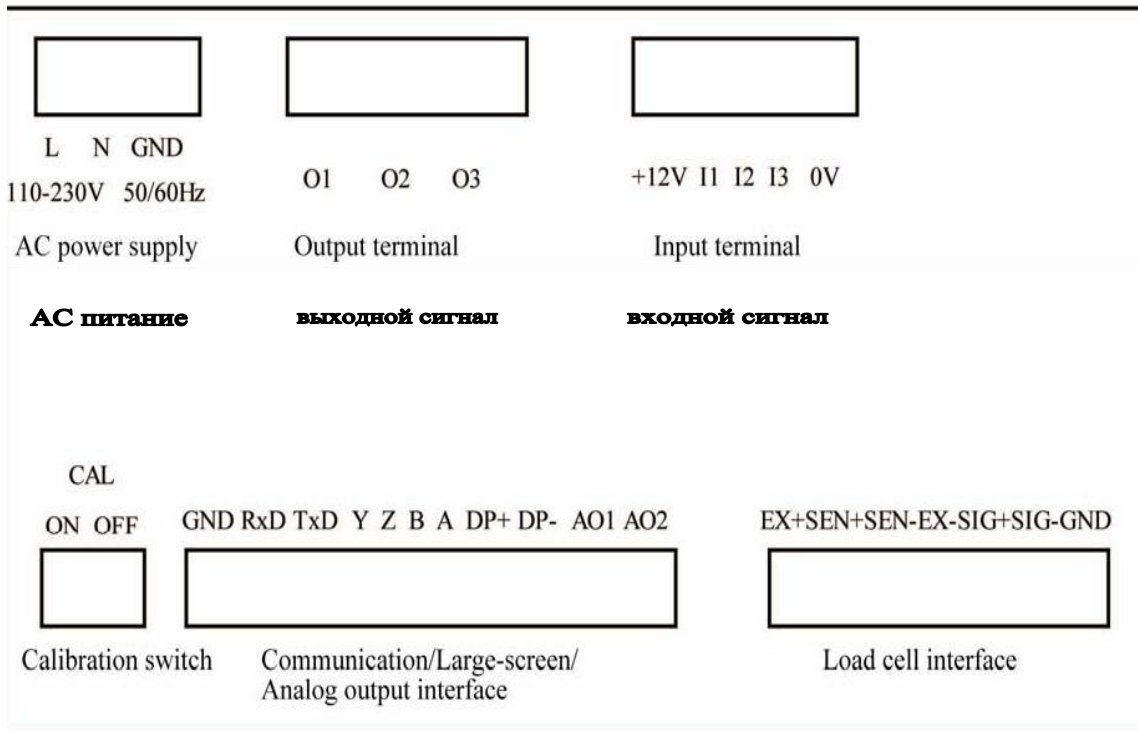 L N GND
110-230V 50/60Hz
AC power supply
O1 O2 O3
Output terminal
+12V I1 I2 I3 0V
Input terminal
АС питание
выходной сигнал
входной сигнал
CAL
ON OFF
Calibration switch
GND RxD TxD Y Z B A DP+ DP- AO1 AO2
Communication/Large-screen/
Analog output interface
EX+SEN+SEN-EX-SIG+SIG-GND
Load cell interface